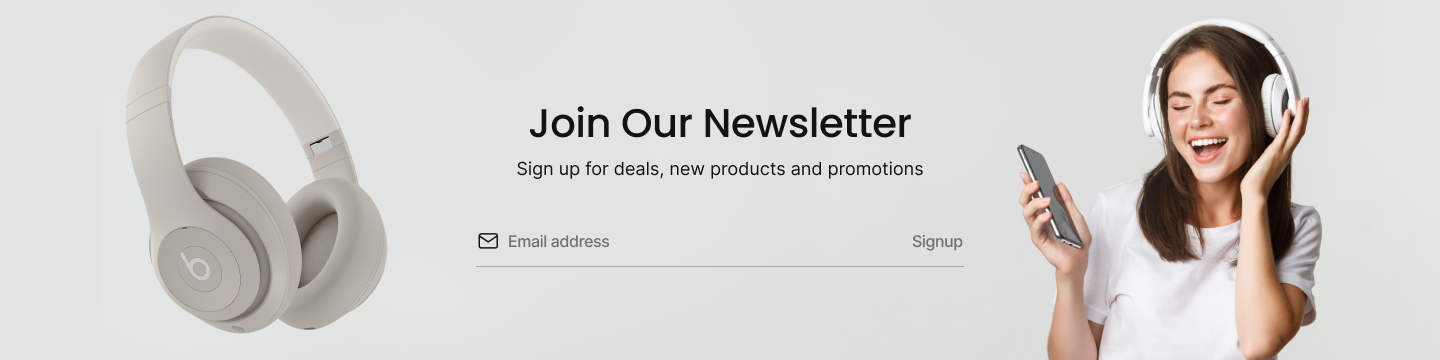 Join Our Newsletter
Sign up for deals, new products and promotions
Email address
Signup
b